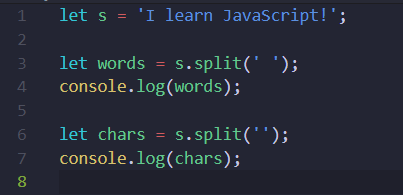 1 let s = 'I learn JavaScript!';
2
3 let words = s.split(' ');
4 console.log(words);
5
6 let chars = s.split('');
7 console.log(chars);
8